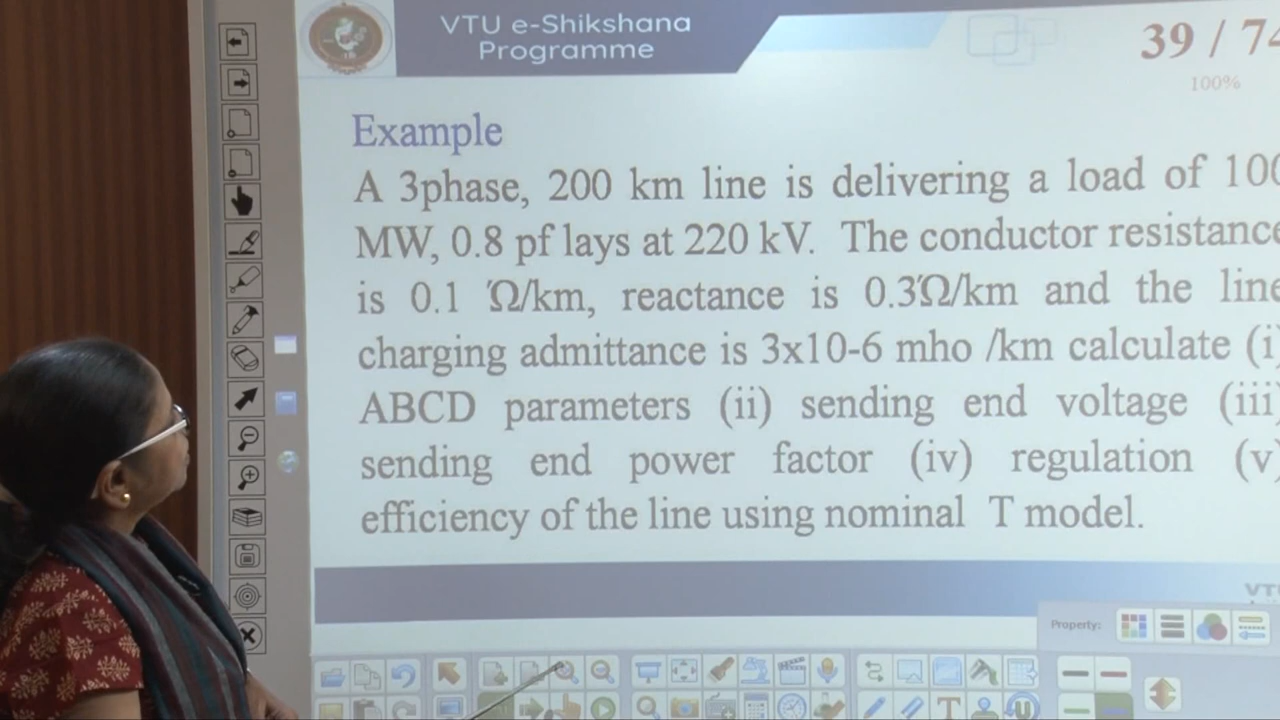 VTU e-Shikshana
Programme
39 / 74
100%
Example
A 3phase, 200 km line is delivering a load of 100
MW, 0.8 pf lays at 220 kV. The conductor resistance
is 0.1 Ω/km, reactance is 0.3Ω/km and the line
charging admittance is 3x10-6 mho /km calculate (i)
ABCD parameters (ii) sending end voltage (iii)
sending end power factor (iv) regulation (v)
efficiency of the line using nominal T model.
VTU
Property: